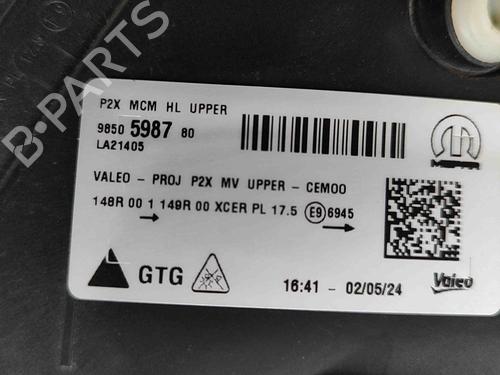 B-PARTS
P2X MCM HL UPPER
9850 5987 80
LA21405
MOPAR
VALEO - PROJ P2X MV UPPER - CEM00
148R 00 1 149R 00 XCER PL 17.5 E9 6945
GTG
16:41 - 02/05/24
Valeo